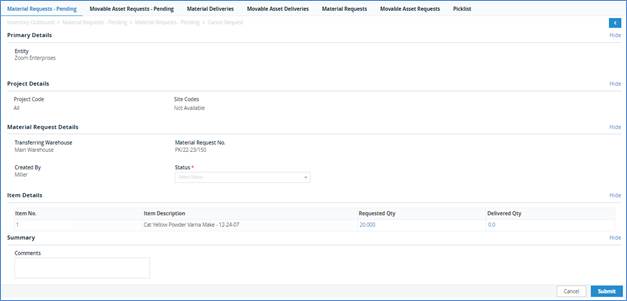 Material Requests - Pending Movable Asset Requests - Pending Material Deliveries Movable Asset Deliveries Material Requests Movable Asset Requests Picklist
Inventory Outbound > Material Requests - Pending > Material Requests - Pending > Cancel Request
Primary Details Hide
Entity
Zoom Enterprises
Project Details Hide
Project Code Site Codes
All Not Available
Material Request Details Hide
Transferring Warehouse Material Request No.
Main Warehouse PK/22-23/150
Created By Status *
Miller Select Status
Item Details Hide
Item No. Item Description Requested Qty Delivered Qty
1 Cat Yellow Powder Varna Make - 12-24-07 20.000 0.0
Summary Hide
Comments
Cancel Submit